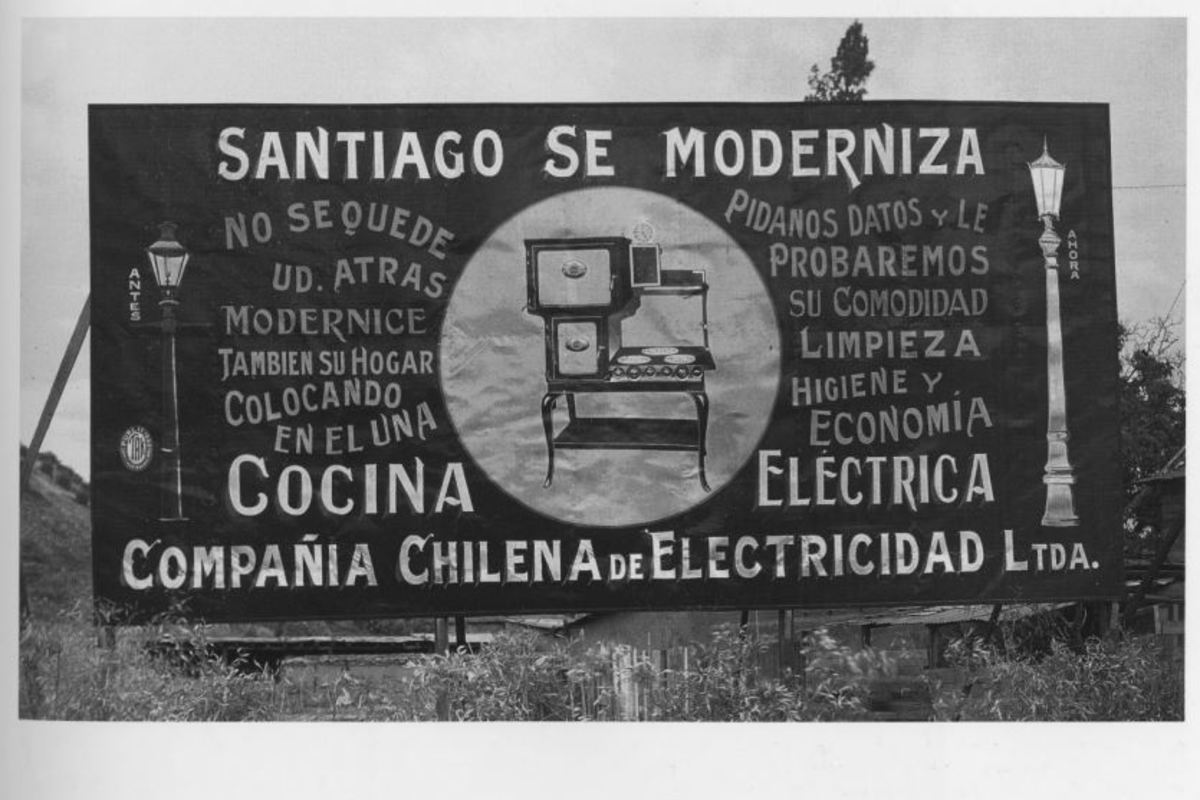 SANTIAGO SE MODERNIZA
NO SE QUEDE
UD. ATRAS
MODERNICE
TAMBIEN SU HOGAR
COLOCANDO
EN EL UNA
COCINA
PIDANOS DATOS Y LE
PROBAREMOS
SU COMODIDAD
LIMPIEZA
HIGIENE Y
ECONOMÍA
ELÉCTRICA
COMPAÑIA CHILENA DE ELECTRICIDAD LTDA.
ANTES
AHORA